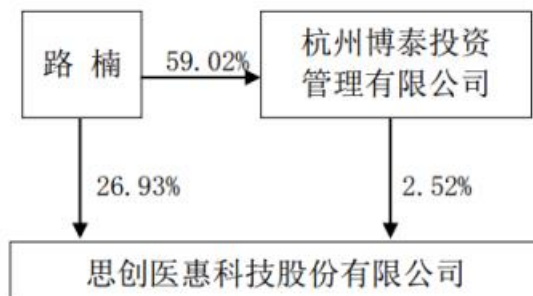 路 楠
59.02%
杭州博泰投资
管理有限公司
26.93%
2.52%
思创医惠科技股份有限公司